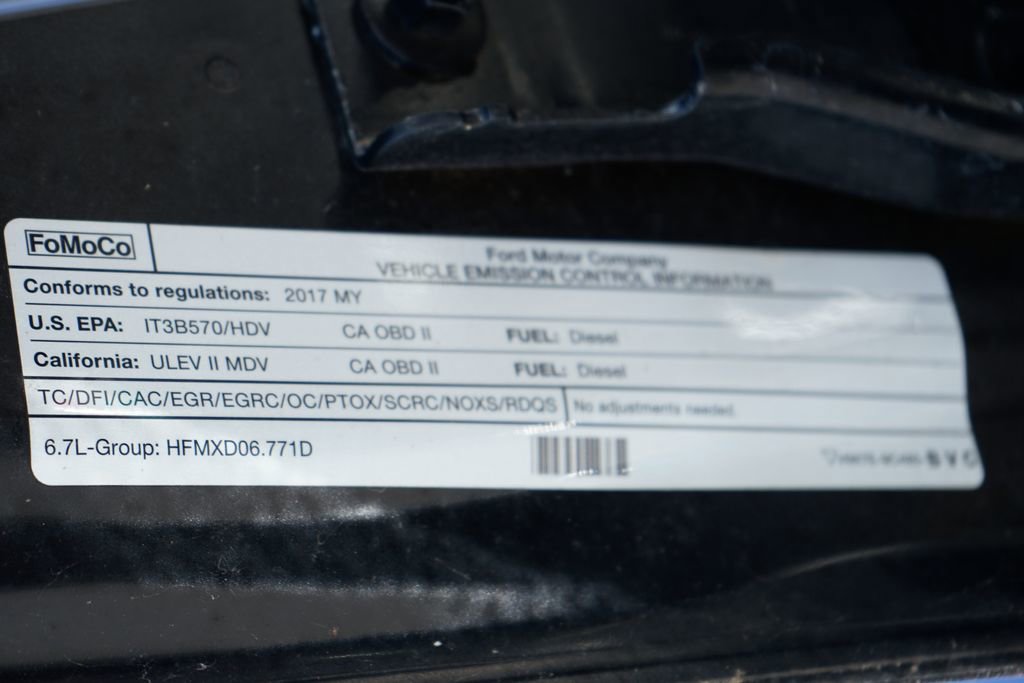 FoMoCo
Ford Motor Company
VEHICLE EMISSION CONTROL INFORMATION
Conforms to regulations: 2017 MY
U.S. EPA: IT3B570/HDV CA OBD II FUEL: Diesel
California: ULEV II MDV CA OBD II FUEL: Diesel
TC/DFI/CAC/EGR/EGRC/OC/PTOX/SCRC/NOXS/RDQS No adjustments needed.
6.7L-Group: HFMXD06.771D